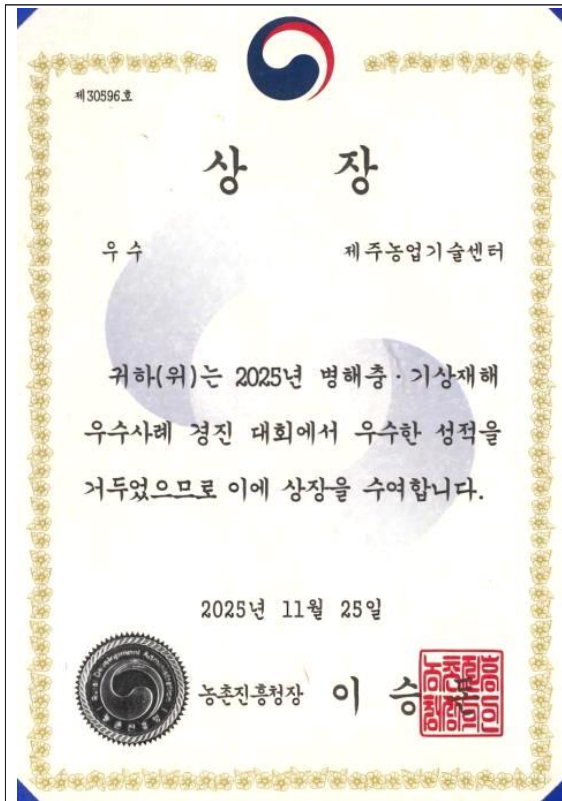 제30596호
상 장
우수 제주농업기술센터
귀하(위)는 2025년 병해충·기상재해
우수사례 경진 대회에서 우수한 성적을
거두었으므로 이에 상장을 수여합니다.
2025년 11월 25일
농촌진흥청장 이 승